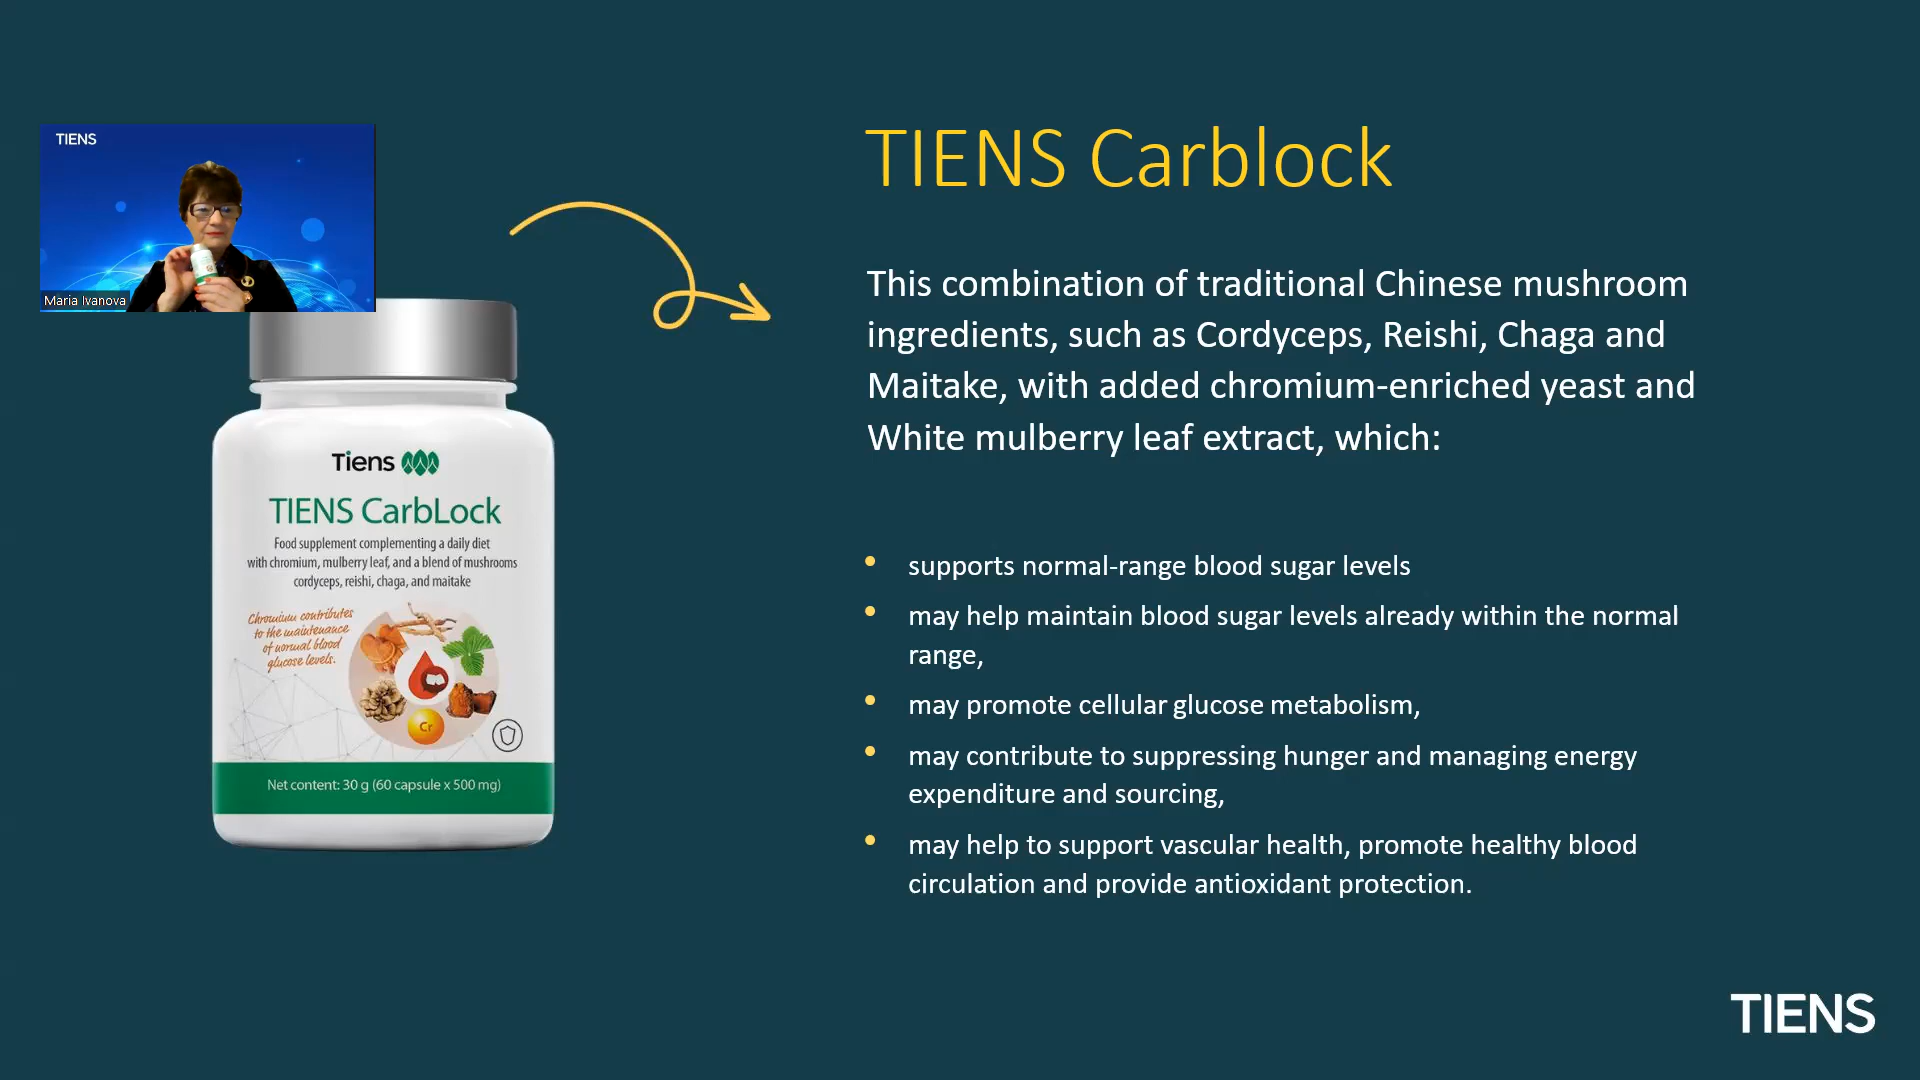 TIENS
Maria Ivanova
Tiens
TIENS CarbLock
Food supplement complementing a daily diet
with chromium, mulberry leaf, and a blend of mushrooms
cordyceps, reishi, chaga, and maitake
Chromium contributes
to the maintenance
of normal blood
glucose levels.
Cr
Net content: 30 g (60 capsule x 500 mg)
TIENS Carblock
This combination of traditional Chinese mushroom
ingredients, such as Cordyceps, Reishi, Chaga and
Maitake, with added chromium-enriched yeast and
White mulberry leaf extract, which:
• supports normal-range blood sugar levels
• may help maintain blood sugar levels already within the normal
range,
• may promote cellular glucose metabolism,
• may contribute to suppressing hunger and managing energy
expenditure and sourcing,
• may help to support vascular health, promote healthy blood
circulation and provide antioxidant protection.
TIENS